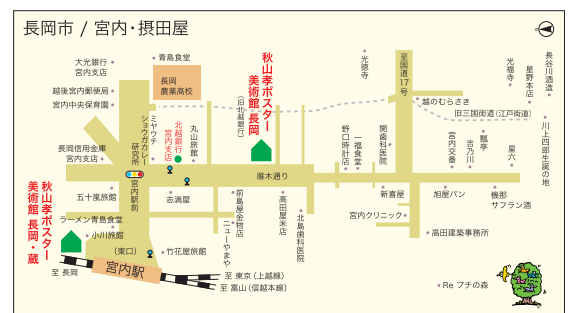 長岡市 / 宮内・摂田屋
大光銀行
宮内支店
越後宮内郵便局
宮内中央保育園
長岡信用金庫
宮内支店
青島食堂
長岡
農業高校
秋山孝ポスター
美術館 長岡
(旧北越銀行)
ミヤウチ
ショウガカレー
研究所
北越銀行
宮内支店
丸山旅館
光徳寺
至 国道17号
越のむらさき
旧三国街道(江戸街道)
光福寺
星野本店
長谷川酒造
川上四郎生誕の地
野口時計店
一福食堂
関歯科医院
宮内交番
吉乃川
瓢亭
星六
雁木通り
宮内駅前
五十嵐旅館
志満屋
前島屋金物店
ニューやまや
高田屋米店
北島歯科医院
新喜屋
旭屋パン
機那
サフラン酒
宮内クリニック
高田建築事務所
秋山孝ポスター
美術館 長岡・蔵
ラーメン青島食堂
小川旅館
(東口)
竹花屋旅館
宮内駅
至 長岡
至 東京(上越線)
至 富山(信越本線)
Re プチの森